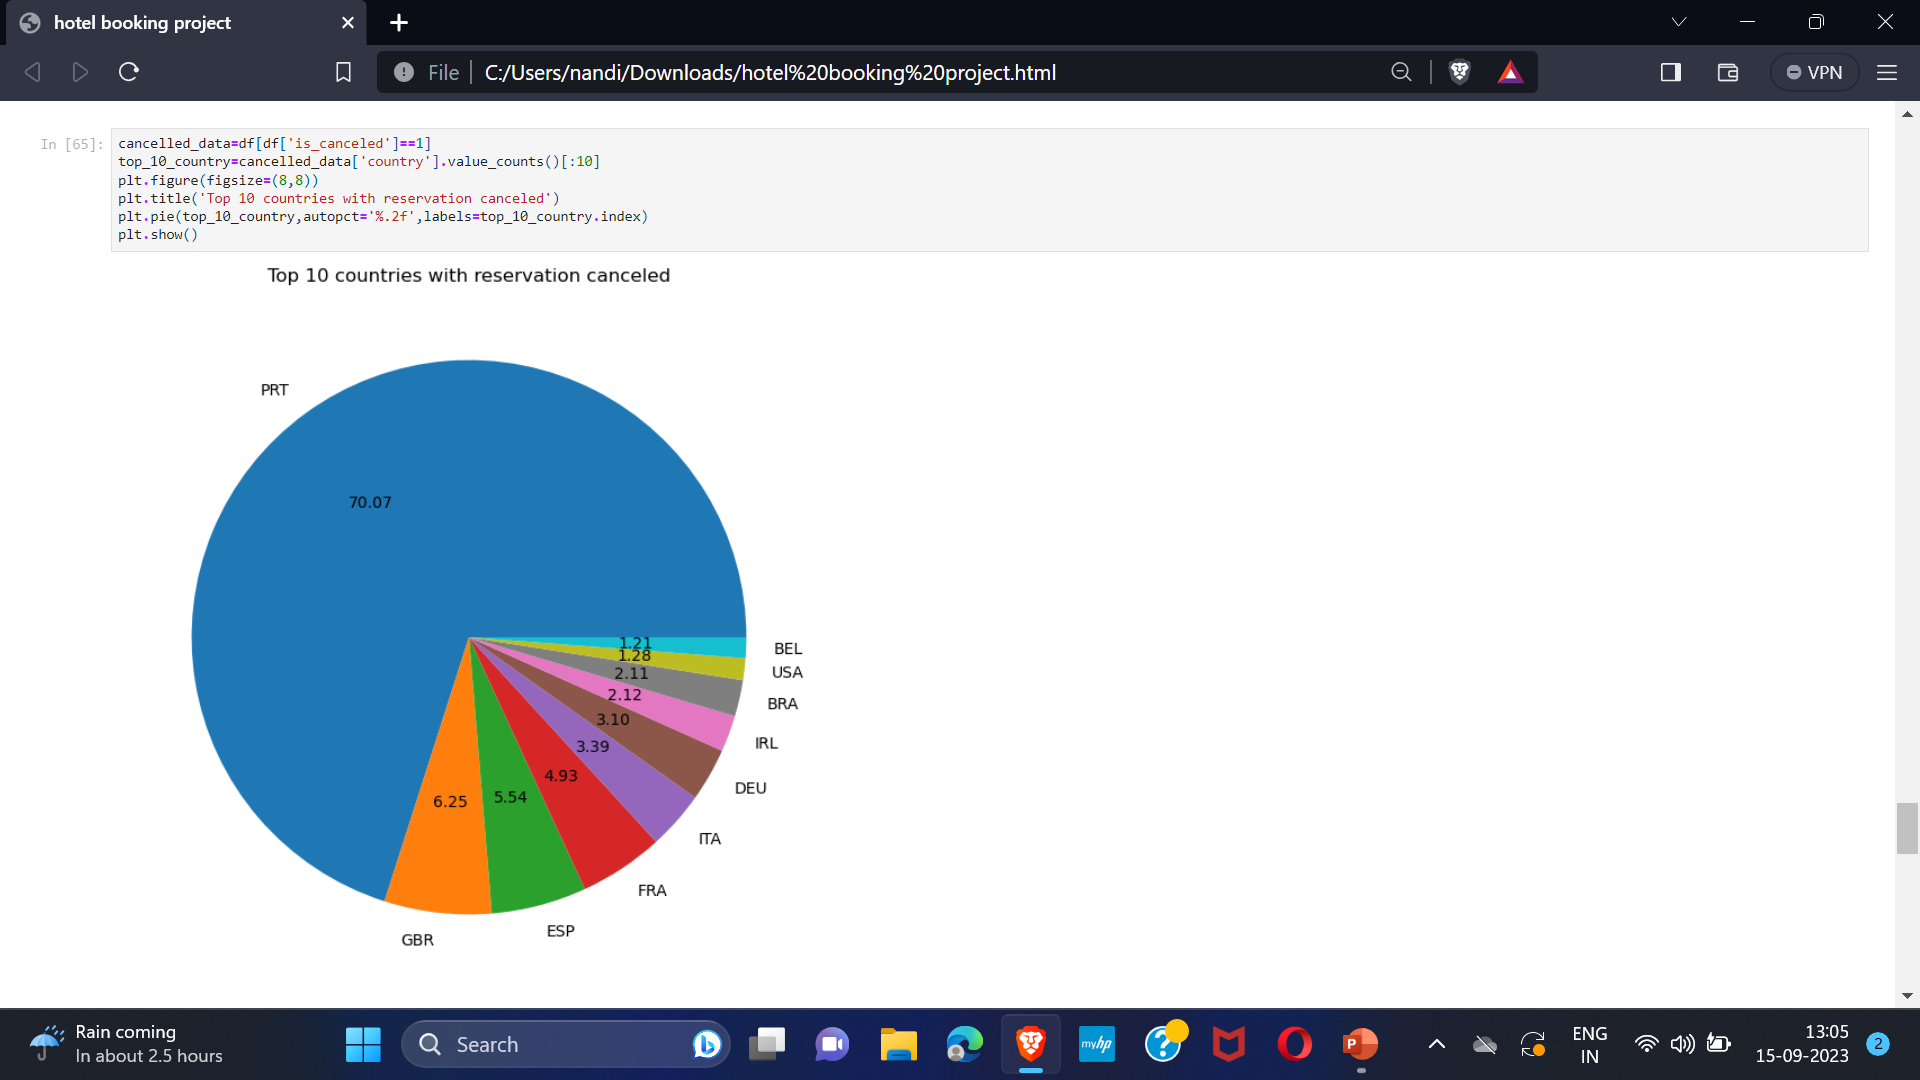 hotel booking project
File
C:/Users/nandi/Downloads/hotel%20booking%20project.html
VPN
In [65]:
cancelled_data=df[df['is_canceled']==1]
top_10_country=cancelled_data['country'].value_counts()[:10]
plt.figure(figsize=(8,8))
plt.title('Top 10 countries with reservation canceled')
plt.pie(top_10_country,autopct='%.2f',labels=top_10_country.index)
plt.show()
Top 10 countries with reservation canceled
PRT
70.07
1.21
BEL
1.28
USA
2.11
BRA
2.12
IRL
3.10
DEU
3.39
ITA
4.93
FRA
5.54
ESP
6.25
GBR
Rain coming
In about 2.5 hours
Search
myhp
P
ENG
IN
13:05
15-09-2023
2